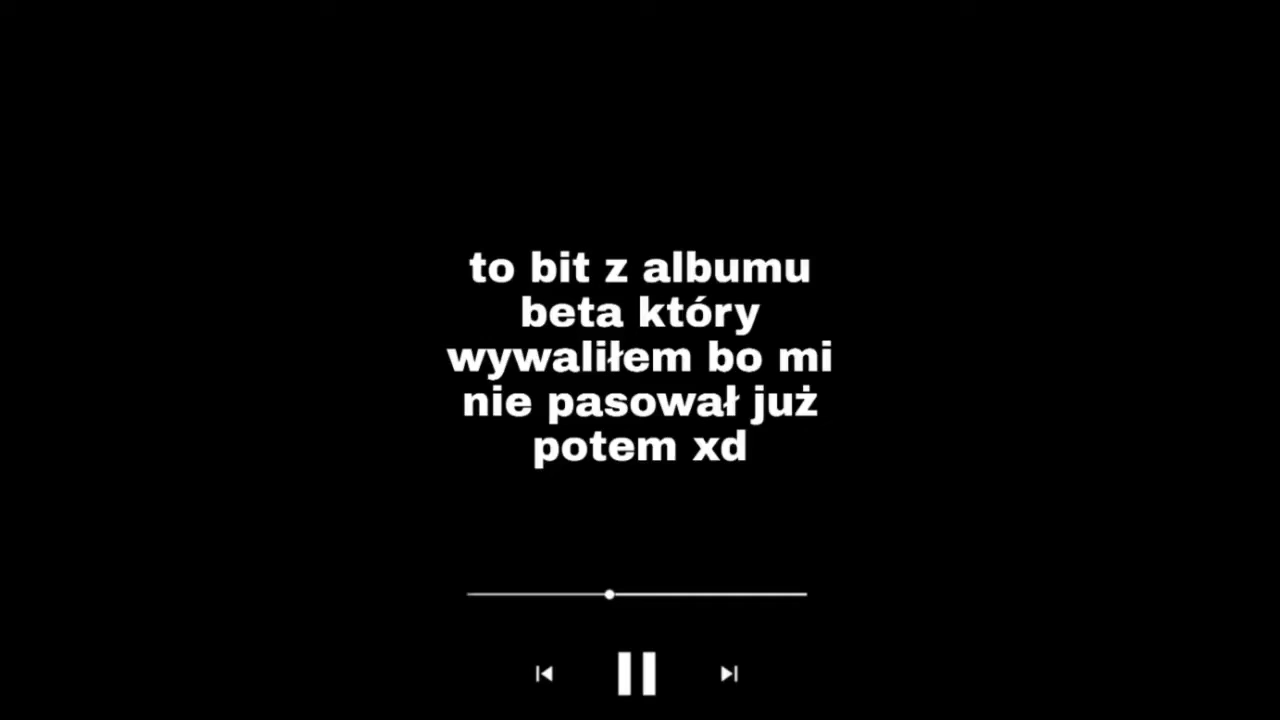 to bit z albumu
beta który
wywaliłem bo mi
nie pasował już
potem xd